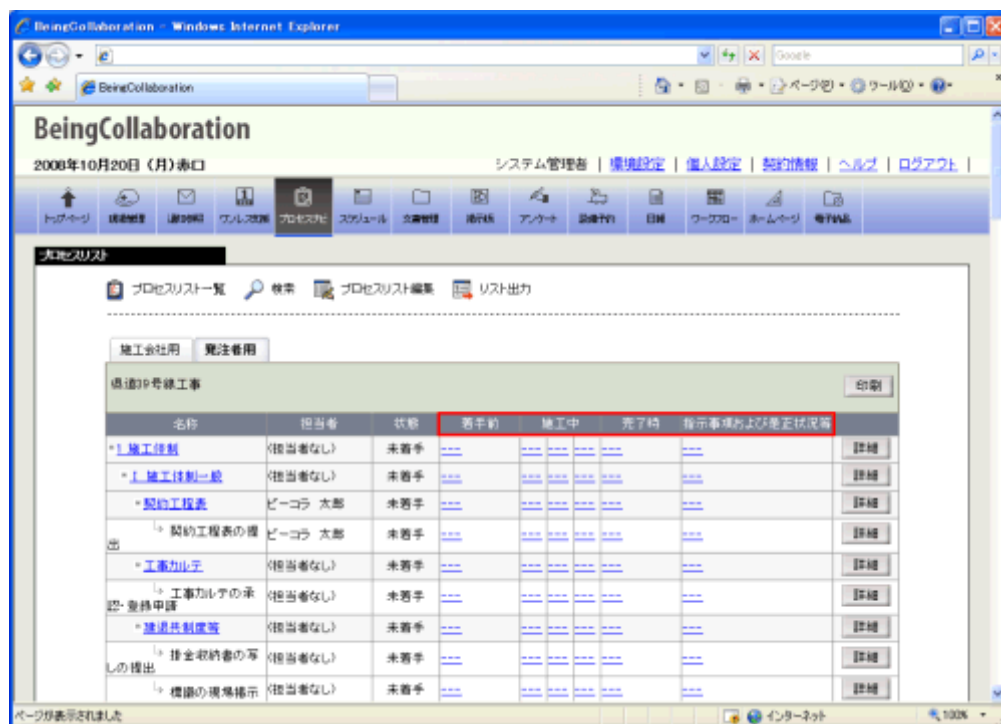 BeingCollaboration - Windows Internet Explorer
Google
BeingCollaboration
ページ(P)
ツール(O)
BeingCollaboration
2008年10月20日 (月)赤口
システム管理者 | 環境設定 | 個人設定 | 契約情報 | ヘルプ | ログアウト |
トップページ
プロセスナビ スケジュール 文書管理 掲示板 アンケート 設備予約 日報 ワークフロー ホームページ 電子納品
プロセスリスト
プロセスリスト一覧 検索 プロセスリスト編集 リスト出力
施工会社用 発注者用
県道39号線工事
印刷
名称 担当者 状態 着手前 施工中 完了時 指示事項および是正状況等
1 施工体制 (担当者なし) 未着手 --- --- --- --- --- --- 詳細
I 施工体制一般 (担当者なし) 未着手 --- --- --- --- --- --- 詳細
契約工程表 ビーコラ 太郎 未着手 --- --- --- --- --- --- 詳細
契約工程表の提出 ビーコラ 太郎 未着手 --- --- --- --- --- --- 詳細
工事カルテ (担当者なし) 未着手 --- --- --- --- --- --- 詳細
工事カルテの承認・登録申請 (担当者なし) 未着手 --- --- --- --- --- --- 詳細
建退共制度等 (担当者なし) 未着手 --- --- --- --- --- --- 詳細
掛金収納書の写しの提出 (担当者なし) 未着手 --- --- --- --- --- --- 詳細
標識の現場掲示 (担当者なし) 未着手 --- --- --- --- --- --- 詳細
ページが表示されました
インターネット
100%